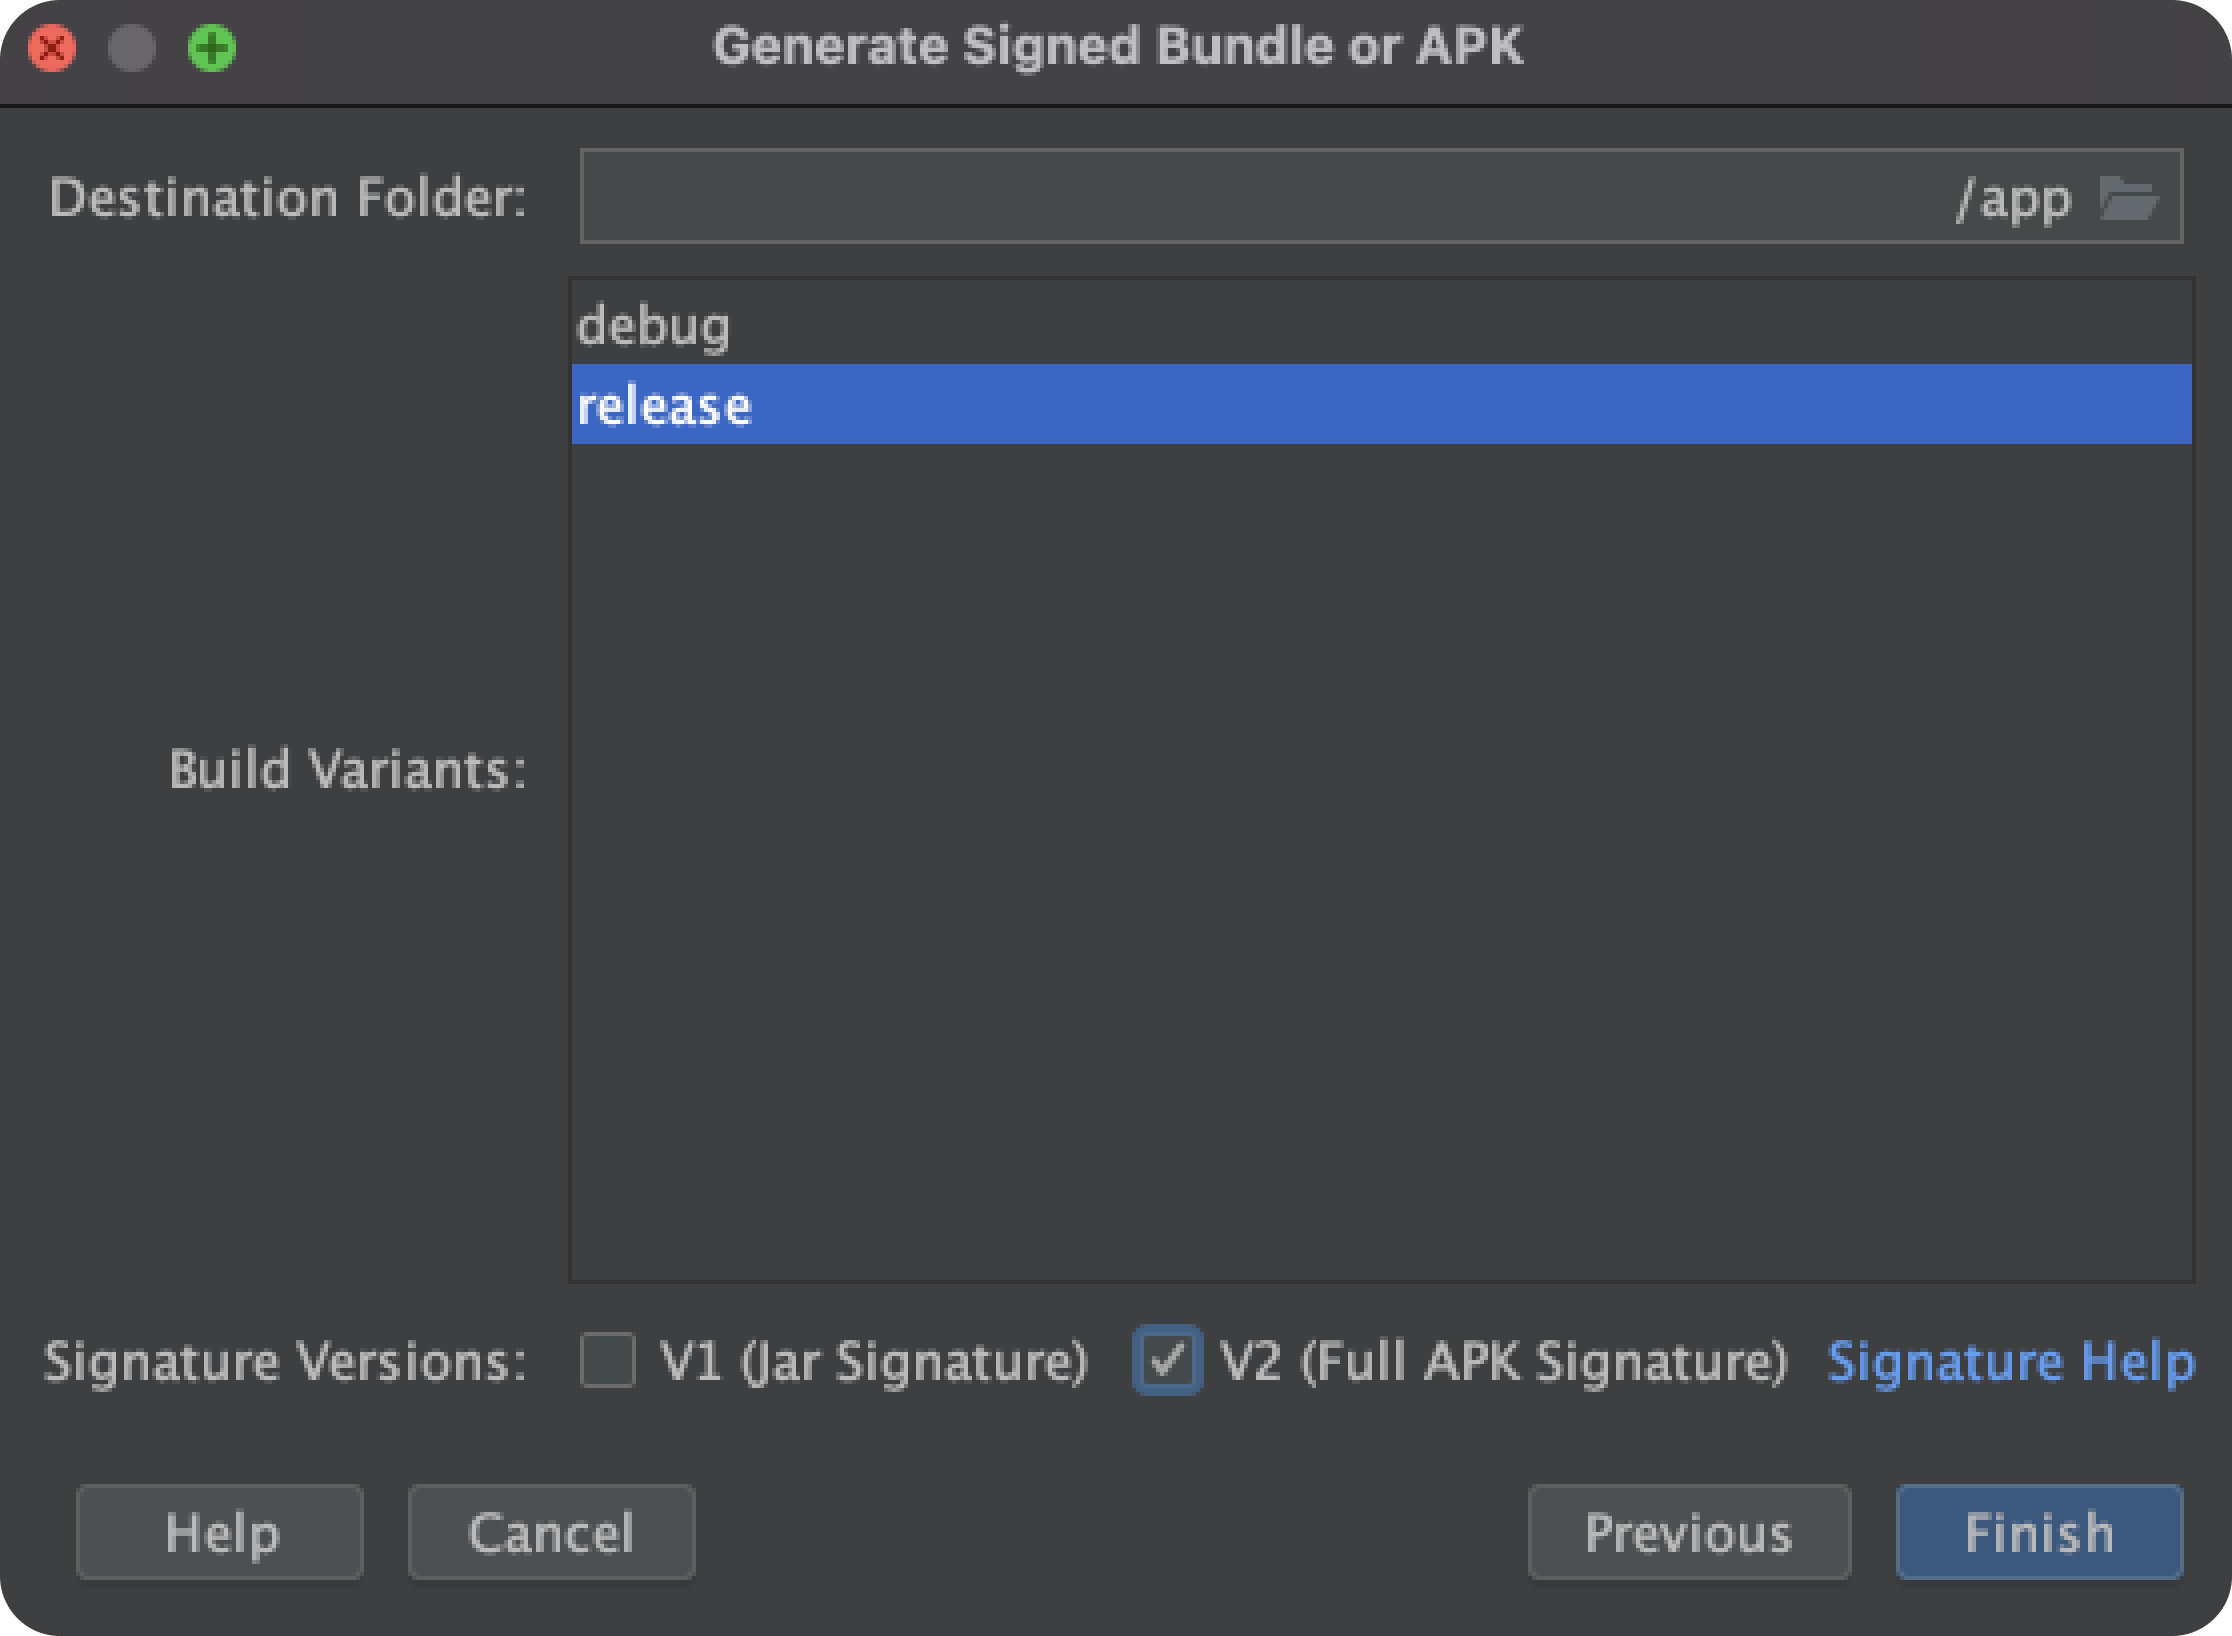 Generate Signed Bundle or APK
Destination Folder: /app
debug
release
Build Variants:
Signature Versions: V1 (Jar Signature) V2 (Full APK Signature) Signature Help
Help Cancel Previous Finish